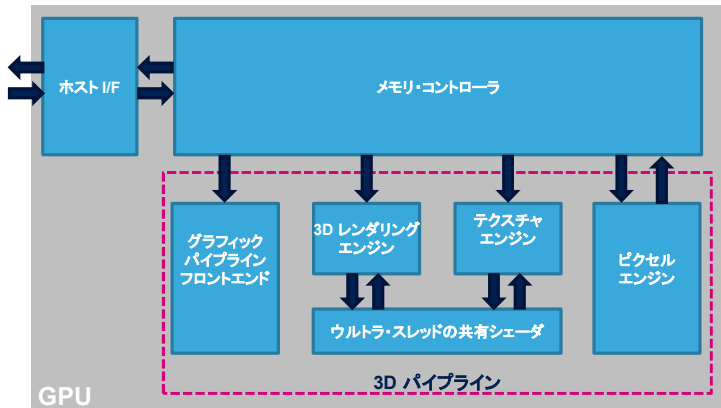 ホスト I/F
メモリ・コントローラ
グラフィック
パイプライン
フロントエンド
3D レンダリング
エンジン
テクスチャ
エンジン
ピクセル
エンジン
ウルトラ・スレッドの共有シェーダ
3D パイプライン
GPU